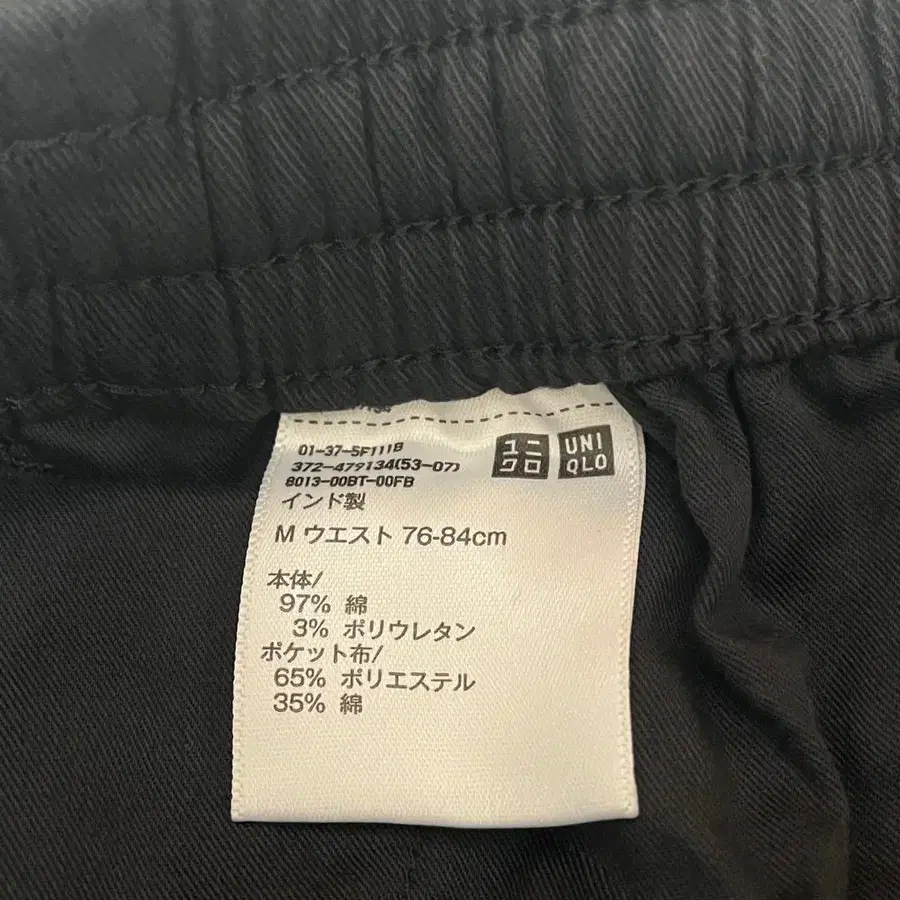 01-37-5F111B
372-479134(53-07)
8013-00BT-00FB
ユニ
クロ
UNI
QLO
インド製
M ウエスト 76-84cm
本体/
97% 綿
3% ポリウレタン
ポケット布/
65% ポリエステル
35% 綿